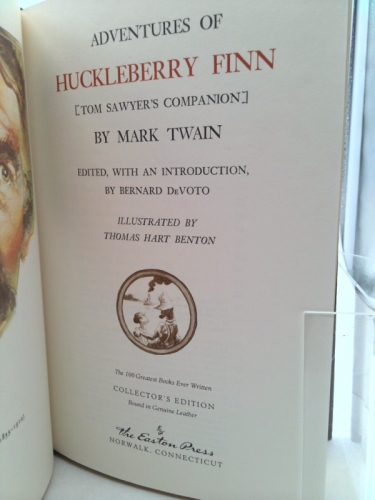 ADVENTURES OF
HUCKLEBERRY FINN
[TOM SAWYER'S COMPANION]
BY MARK TWAIN
EDITED, WITH AN INTRODUCTION,
BY BERNARD DeVOTO
ILLUSTRATED BY
THOMAS HART BENTON
The 100 Greatest Books Ever Written
COLLECTOR'S EDITION
Bound in Genuine Leather
The Easton Press
NORWALK, CONNECTICUT